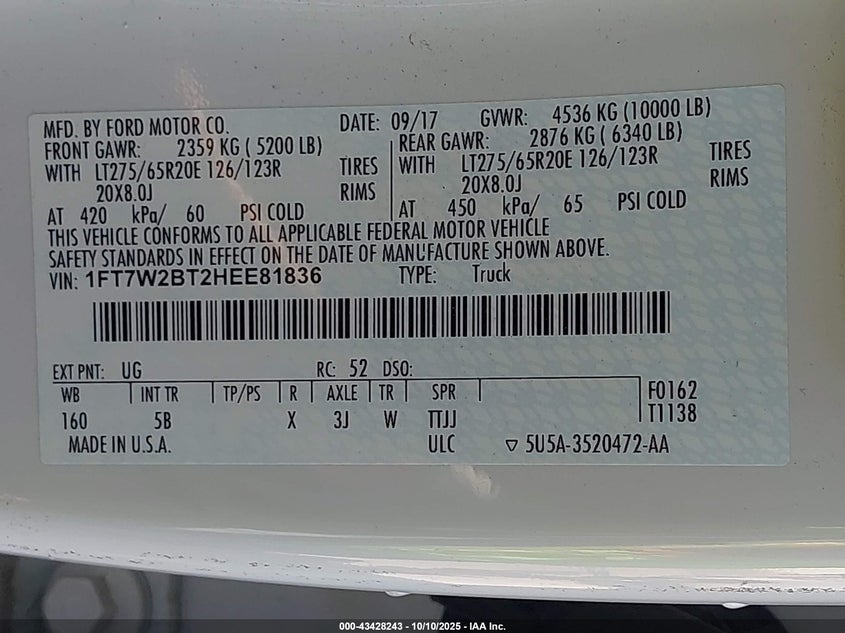 MFD. BY FORD MOTOR CO. DATE: 09/17 GVWR: 4536 KG (10000 LB)
FRONT GAWR: 2359 KG ( 5200 LB) REAR GAWR: 2876 KG ( 6340 LB)
WITH LT275/65R20E 126/123R TIRES WITH LT275/65R20E 126/123R TIRES
20X8.0J RIMS 20X8.0J RIMS
AT 420 kPa/ 60 PSI COLD AT 450 kPa/ 65 PSI COLD
THIS VEHICLE CONFORMS TO ALL APPLICABLE FEDERAL MOTOR VEHICLE
SAFETY STANDARDS IN EFFECT ON THE DATE OF MANUFACTURE SHOWN ABOVE.
VIN: 1FT7W2BT2HEE81836 TYPE: Truck
EXT PNT: UG RC: 52 DSO:
WB INT TR TP/PS R AXLE TR SPR F0162
160 5B X 3J W TTJJ T1138
MADE IN U.S.A. ULC ▽ 5U5A-3520472-AA
000-43428243 - 10/10/2025 - IAA Inc.